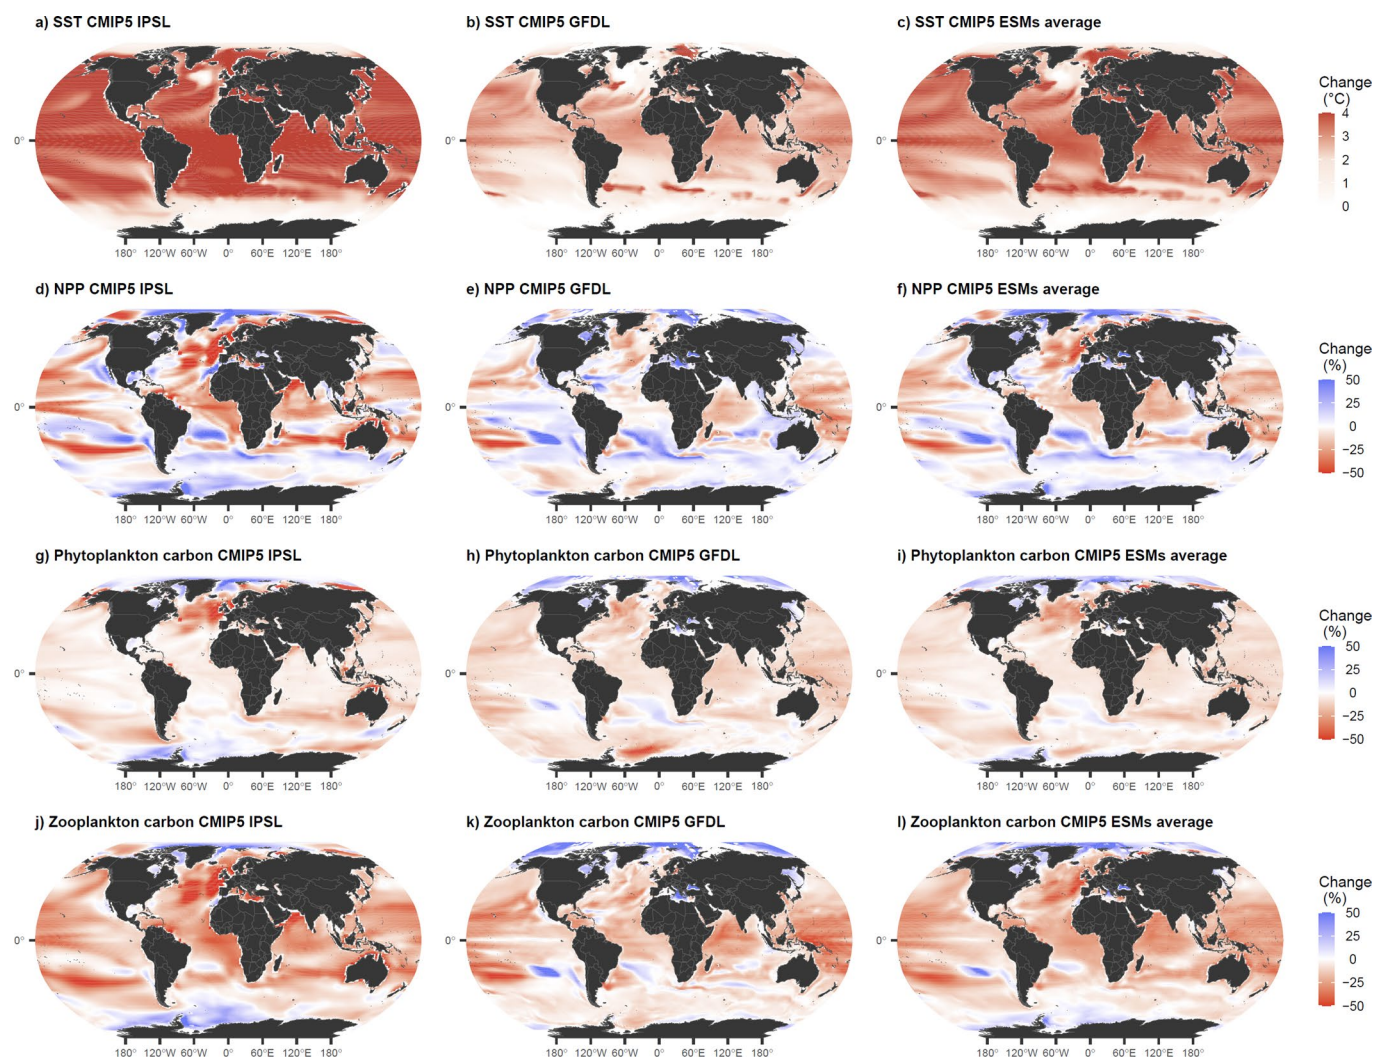 a) SST CMIP5 IPSL
b) SST CMIP5 GFDL
c) SST CMIP5 ESMs average
Change
(°C)
4
3
2
1
0
0°
180° 120°W 60°W 0° 60°E 120°E 180°
180° 120°W 60°W 0° 60°E 120°E 180°
180° 120°W 60°W 0° 60°E 120°E 180°
d) NPP CMIP5 IPSL
e) NPP CMIP5 GFDL
f) NPP CMIP5 ESMs average
Change
(%)
50
25
0
−25
−50
0°
180° 120°W 60°W 0° 60°E 120°E 180°
180° 120°W 60°W 0° 60°E 120°E 180°
180° 120°W 60°W 0° 60°E 120°E 180°
g) Phytoplankton carbon CMIP5 IPSL
h) Phytoplankton carbon CMIP5 GFDL
i) Phytoplankton carbon CMIP5 ESMs average
Change
(%)
50
25
0
−25
−50
0°
180° 120°W 60°W 0° 60°E 120°E 180°
180° 120°W 60°W 0° 60°E 120°E 180°
180° 120°W 60°W 0° 60°E 120°E 180°
j) Zooplankton carbon CMIP5 IPSL
k) Zooplankton carbon CMIP5 GFDL
l) Zooplankton carbon CMIP5 ESMs average
Change
(%)
50
25
0
−25
−50
0°
180° 120°W 60°W 0° 60°E 120°E 180°
180° 120°W 60°W 0° 60°E 120°E 180°
180° 120°W 60°W 0° 60°E 120°E 180°